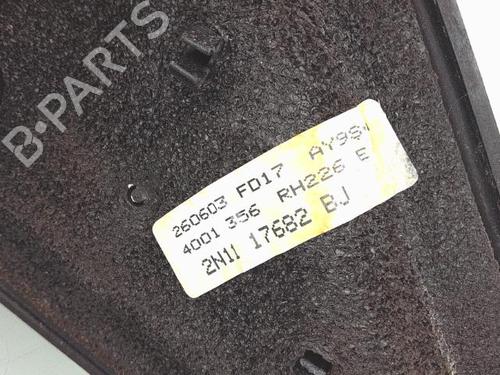 B-PARTS
260603 FD17 AY9S
4001 356 RH226 E
2N11 17682 BJ